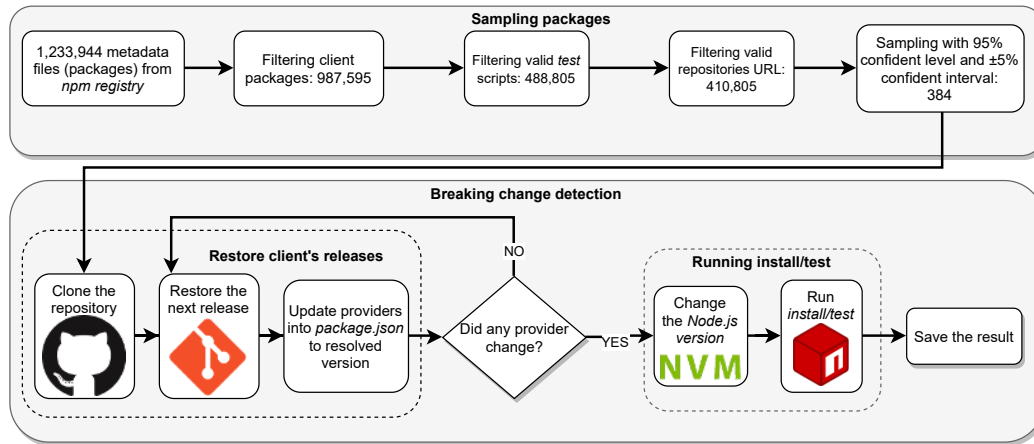 Sampling packages
1,233,944 metadata
files (packages) from
npm registry
Filtering client
packages: 987,595
Filtering valid test
scripts: 488,805
Filtering valid
repositories URL:
410,805
Sampling with 95%
confident level and ±5%
confident interval:
384
Breaking change detection
Restore client's releases
Clone the
repository
Restore the
next release
Update providers
into package.json
to resolved
version
NO
Did any provider
change?
YES
Running install/test
Change
the Node.js
version
NVM
Run
install/test
Save the result